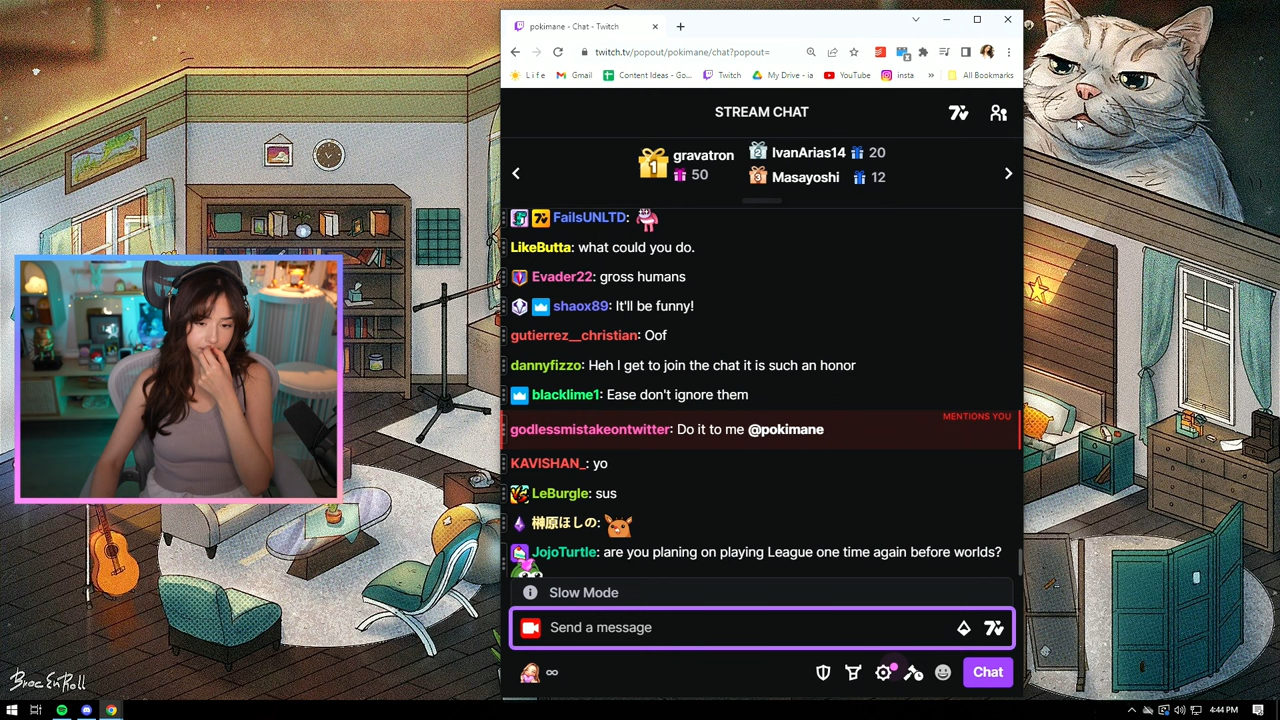 pokimane - Chat - Twitch
twitch.tv/popout/pokimane/chat?popout=
Life Gmail Content Ideas - Go... Twitch My Drive - ia YouTube insta » All Bookmarks
STREAM CHAT
1 gravatron 50
2 IvanArias14 20
3 Masayoshi 12
FailsUNLTD:
LikeButta: what could you do.
Evader22: gross humans
shaox89: It'll be funny!
gutierrez__christian: Oof
dannyfizzo: Heh I get to join the chat it is such an honor
blacklime1: Ease don't ignore them
MENTIONS YOU
godlessmistakeontwitter: Do it to me @pokimane
KAVISHAN_: yo
LeBurgle: sus
榊原ほしの:
JojoTurtle: are you planing on playing League one time again before worlds?
Slow Mode
Send a message
∞
Chat
BrocEnRoll
4:44 PM